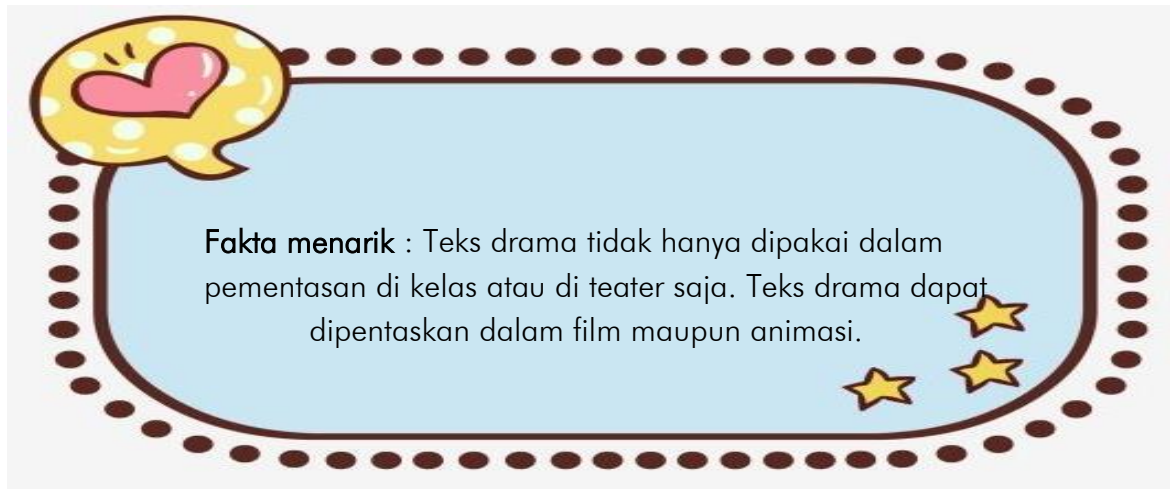 Fakta menarik : Teks drama tidak hanya dipakai dalam
pementasan di kelas atau di teater saja. Teks drama dapat
dipentaskan dalam film maupun animasi.